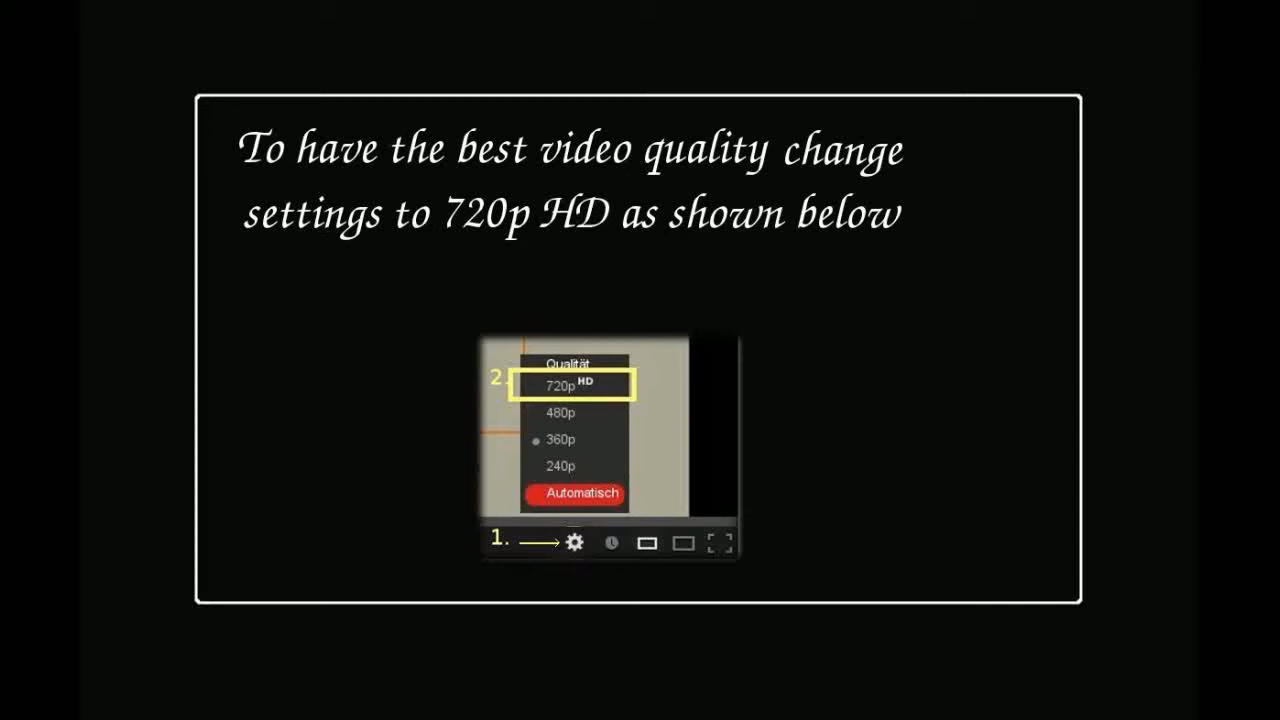 To have the best video quality change
settings to 720p HD as shown below
Qualität
2.
720p HD
480p
360p
240p
Automatisch
1.